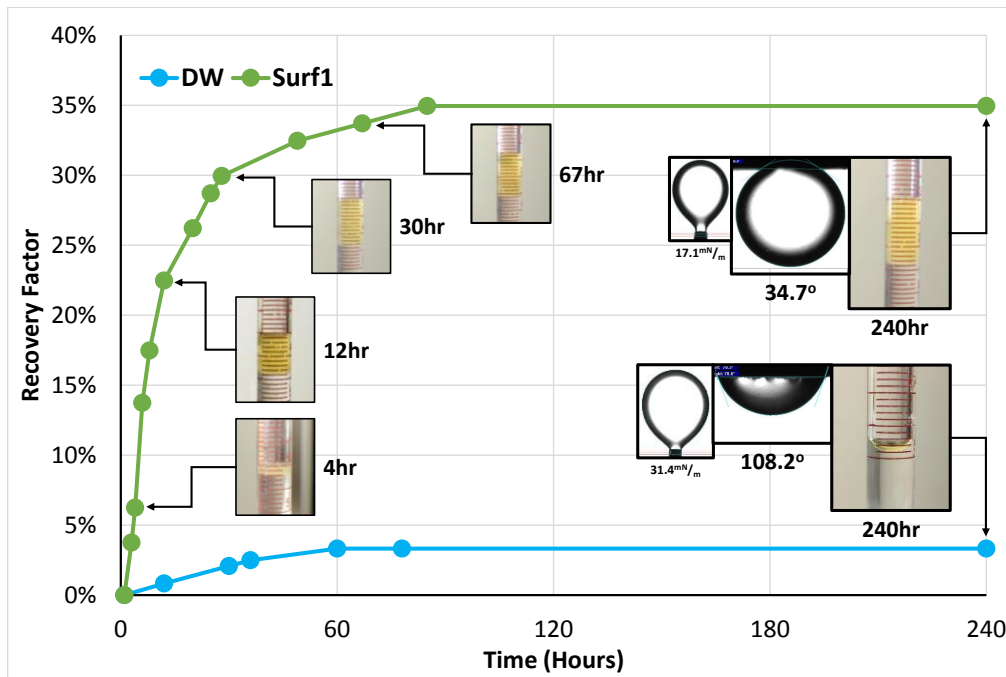 40%
35%
30%
25%
20%
15%
10%
5%
0%
Recovery Factor
DW
Surf1
4hr
12hr
30hr
67hr
17.1mN/m
34.7o
240hr
31.4mN/m
108.2o
240hr
0
60
120
180
240
Time (Hours)